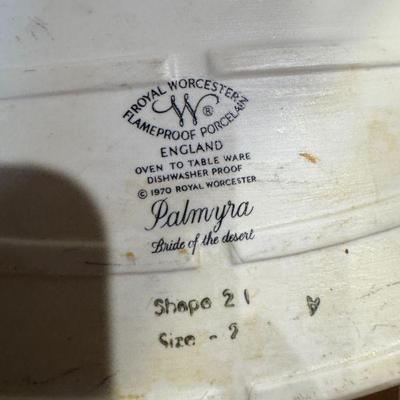 ROYAL WORCESTER
W ®
FLAMEPROOF PORCELAIN
ENGLAND
OVEN TO TABLE WARE
DISHWASHER PROOF
© 1970 ROYAL WORCESTER
Palmyra
Bride of the desert
Shape 21
Size - 2